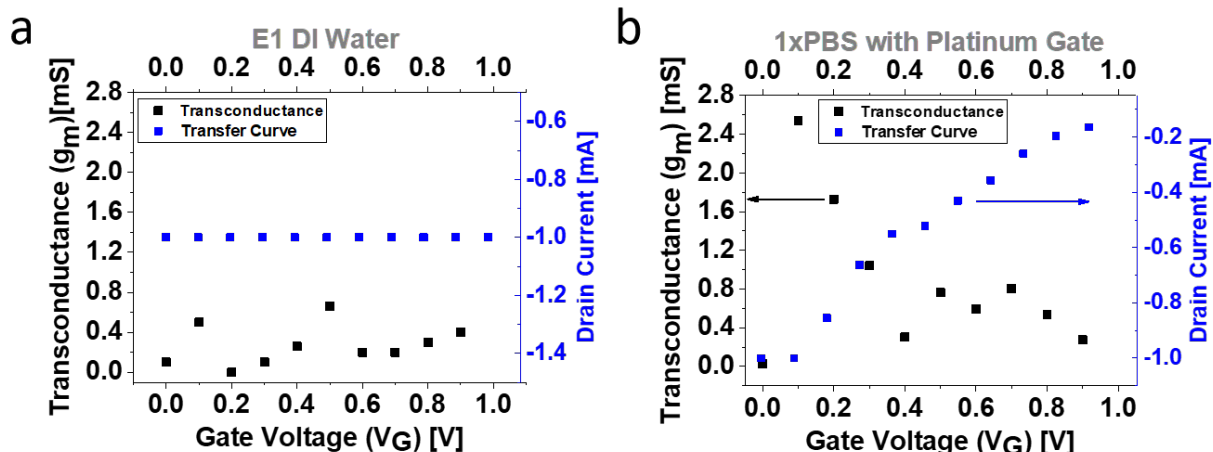 a
E1 DI Water
0.0 0.2 0.4 0.6 0.8 1.0
2.8
2.4
2.0
1.6
1.2
0.8
0.4
0.0
Transconductance (gm)[mS]
Transconductance
Transfer Curve
-0.6
-0.8
-1.0
-1.2
-1.4
Drain Current [mA]
0.0 0.2 0.4 0.6 0.8 1.0
Gate Voltage (VG) [V]
b
1xPBS with Platinum Gate
0.0 0.2 0.4 0.6 0.8 1.0
2.8
2.4
2.0
1.6
1.2
0.8
0.4
0.0
Transconductance (gm) [mS]
Transconductance
Transfer Curve
-0.2
-0.4
-0.6
-0.8
-1.0
Drain Current [mA]
0.0 0.2 0.4 0.6 0.8 1.0
Gate Voltage (VG) [V]